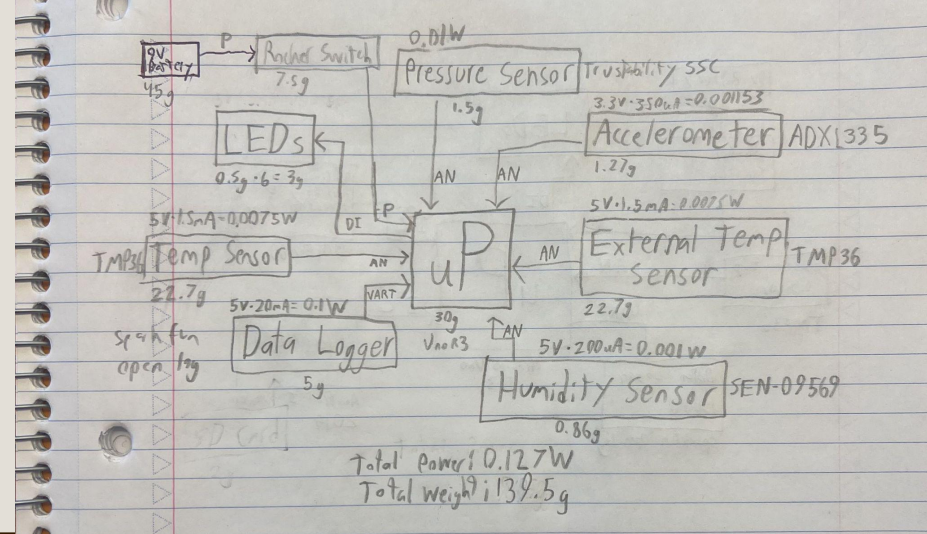 9V
Battery
45g
P
Rocker Switch
7.5g
0.01W
Pressure Sensor
Trustability SSC
1.5g
3.3V·350uA=0.001153
Accelerometer
ADXL335
1.27g
LEDs
0.5g·6=3g
DI
P
AN
AN
5V·1.5mA=0.0075W
TMP36
Temp Sensor
22.7g
AN
uP
30g
Uno R3
AN
5V·1.5mA=0.0075W
External Temp
Sensor
TMP36
22.7g
UART
5V·20mA=0.1W
Data Logger
5g
Spark fun
open log
AN
5V·200uA=0.001W
Humidity Sensor
SEN-09569
0.86g
SD Card
Total power: 0.127W
Total weight: 139.5g